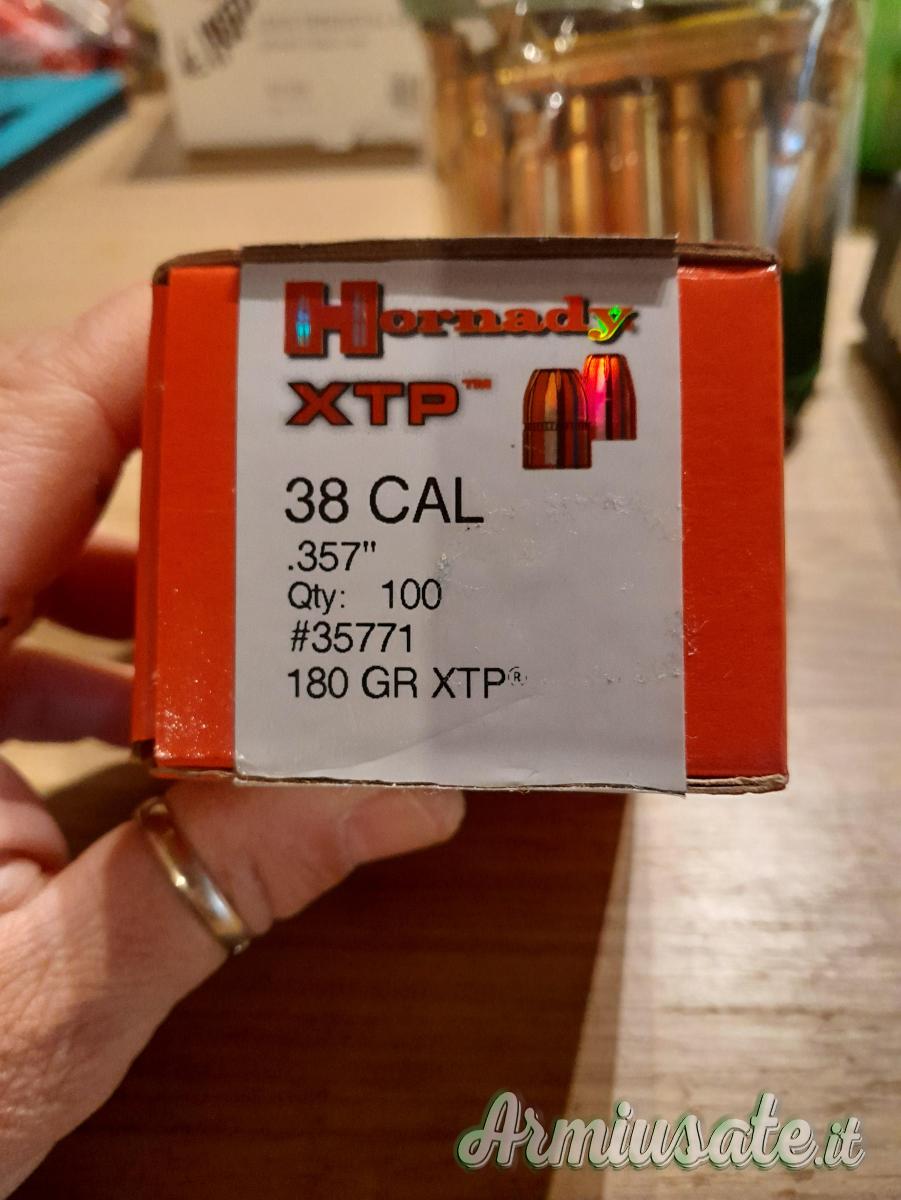 Hornady
XTP™
38 CAL
.357"
Qty: 100
#35771
180 GR XTP®
Armiusate.it